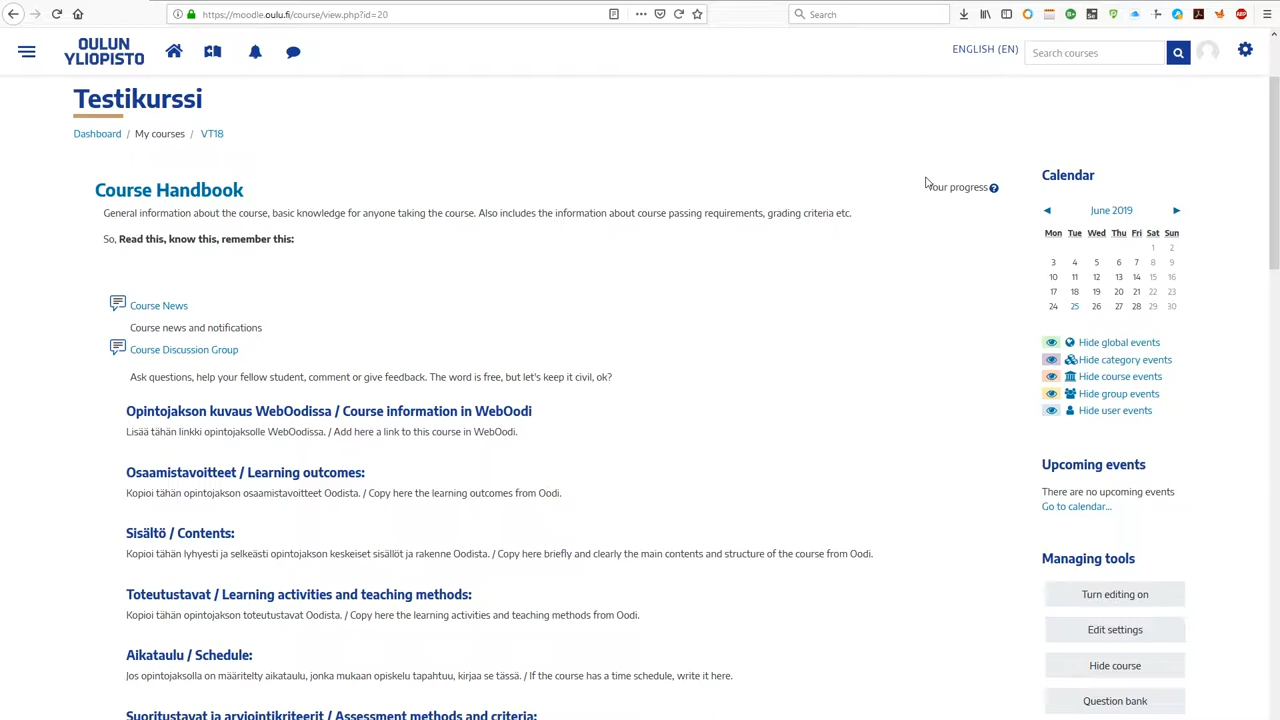 https://moodle.oulu.fi/course/view.php?id=20
Search
OULUN
YLIOPISTO
ENGLISH (EN)
Search courses
Testikurssi
Dashboard / My courses / VT18
Course Handbook
Your progress
General information about the course, basic knowledge for anyone taking the course. Also includes the information about course passing requirements, grading criteria etc.
So, Read this, know this, remember this:
Course News
Course news and notifications
Course Discussion Group
Ask questions, help your fellow student, comment or give feedback. The word is free, but let's keep it civil, ok?
Opintojakson kuvaus WebOodissa / Course information in WebOodi
Lisää tähän linkki opintojaksolle WebOodissa. / Add here a link to this course in WebOodi.
Osaamistavoitteet / Learning outcomes:
Kopioi tähän opintojakson osaamistavoitteet Oodista. / Copy here the learning outcomes from Oodi.
Sisältö / Contents:
Kopioi tähän lyhyesti ja selkeästi opintojakson keskeiset sisällöt ja rakenne Oodista. / Copy here briefly and clearly the main contents and structure of the course from Oodi.
Toteutustavat / Learning activities and teaching methods:
Kopioi tähän opintojakson toteutustavat Oodista. / Copy here the learning activities and teaching methods from Oodi.
Aikataulu / Schedule:
Jos opintojaksolla on määritelty aikataulu, jonka mukaan opiskelu tapahtuu, kirjaa se tässä. / If the course has a time schedule, write it here.
Suoritustavat ja arviointikriteerit / Assessment methods and criteria:
Calendar
◄ June 2019 ►
Mon Tue Wed Thu Fri Sat Sun
1 2
3 4 5 6 7 8 9
10 11 12 13 14 15 16
17 18 19 20 21 22 23
24 25 26 27 28 29 30
Hide global events
Hide category events
Hide course events
Hide group events
Hide user events
Upcoming events
There are no upcoming events
Go to calendar...
Managing tools
Turn editing on
Edit settings
Hide course
Question bank